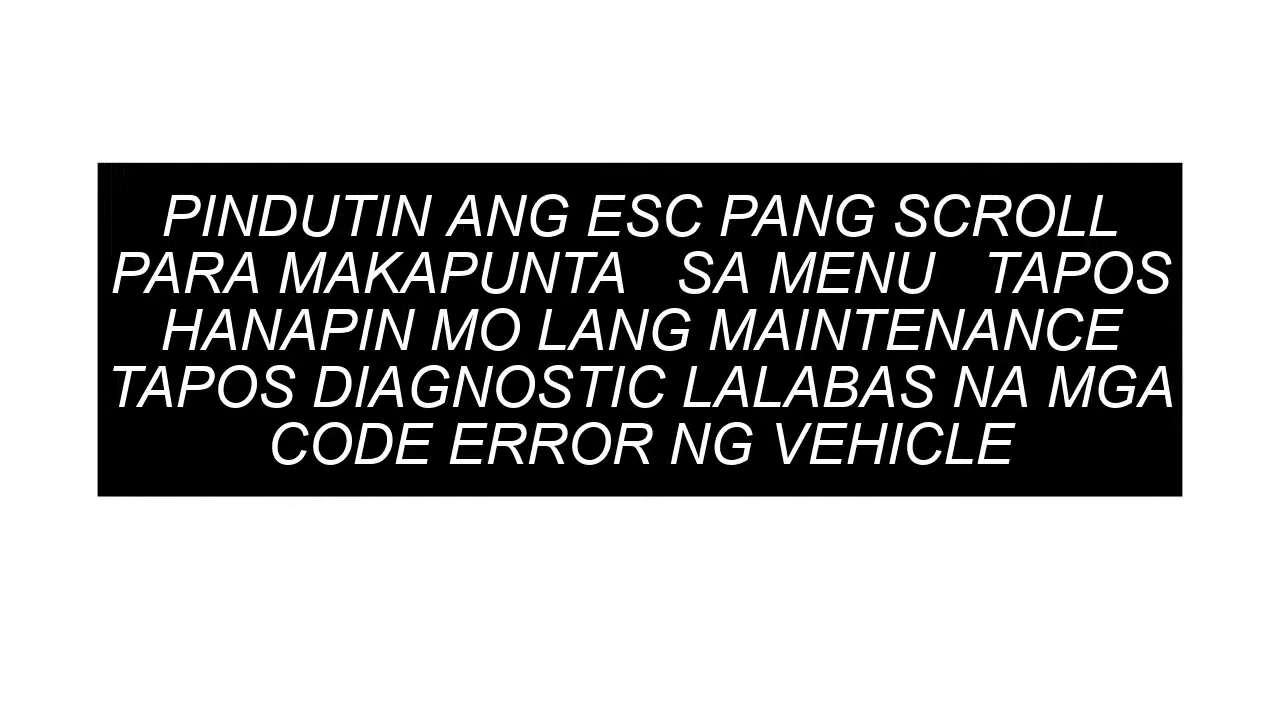 PINDUTIN ANG ESC PANG SCROLL
PARA MAKAPUNTA   SA MENU   TAPOS
HANAPIN MO LANG MAINTENANCE
TAPOS DIAGNOSTIC LALABAS NA MGA
CODE ERROR NG VEHICLE